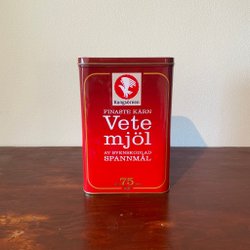 Kungsörnen
FINASTE KÄRN
Vete
mjöl
AV SVENSKODLAD
SPANNMÅL
75